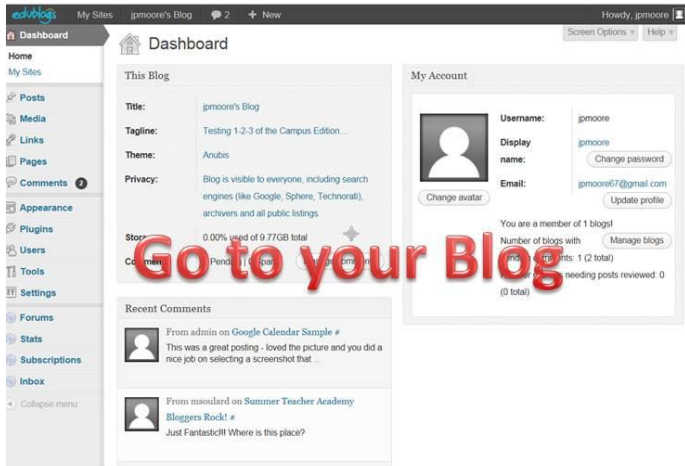 edublogs My Sites jpmoore's Blog 2 + New Howdy, jpmoore
Dashboard
Home
My Sites
Posts
Media
Links
Pages
Comments 2
Appearance
Plugins
Users
Tools
Settings
Forums
Stats
Subscriptions
Inbox
Collapse menu
Screen Options Help
Dashboard
This Blog
Title: jpmoore's Blog
Tagline: Testing 1-2-3 of the Campus Edition...
Theme: Anubis
Privacy: Blog is visible to everyone, including search
engines (like Google, Sphere, Technorati),
archivers and all public listings.
0.00% used of 9.77GB total
Go to your Blog
Recent Comments
From admin on Google Calendar Sample #
This was a great posting - loved the picture and you did a
nice job on selecting a screenshot that ...
From msoulard on Summer Teacher Academy
Bloggers Rock! #
Just Fantastic!!! Where is this place?
My Account
Change avatar
Username: jpmoore
Display name: jpmoore
Change password
Email: jpmoore67@gmail.com
Update profile
You are a member of 1 blogs!
Number of blogs with
Manage blogs
1 (2 total)
needing posts reviewed: 0
(0 total)